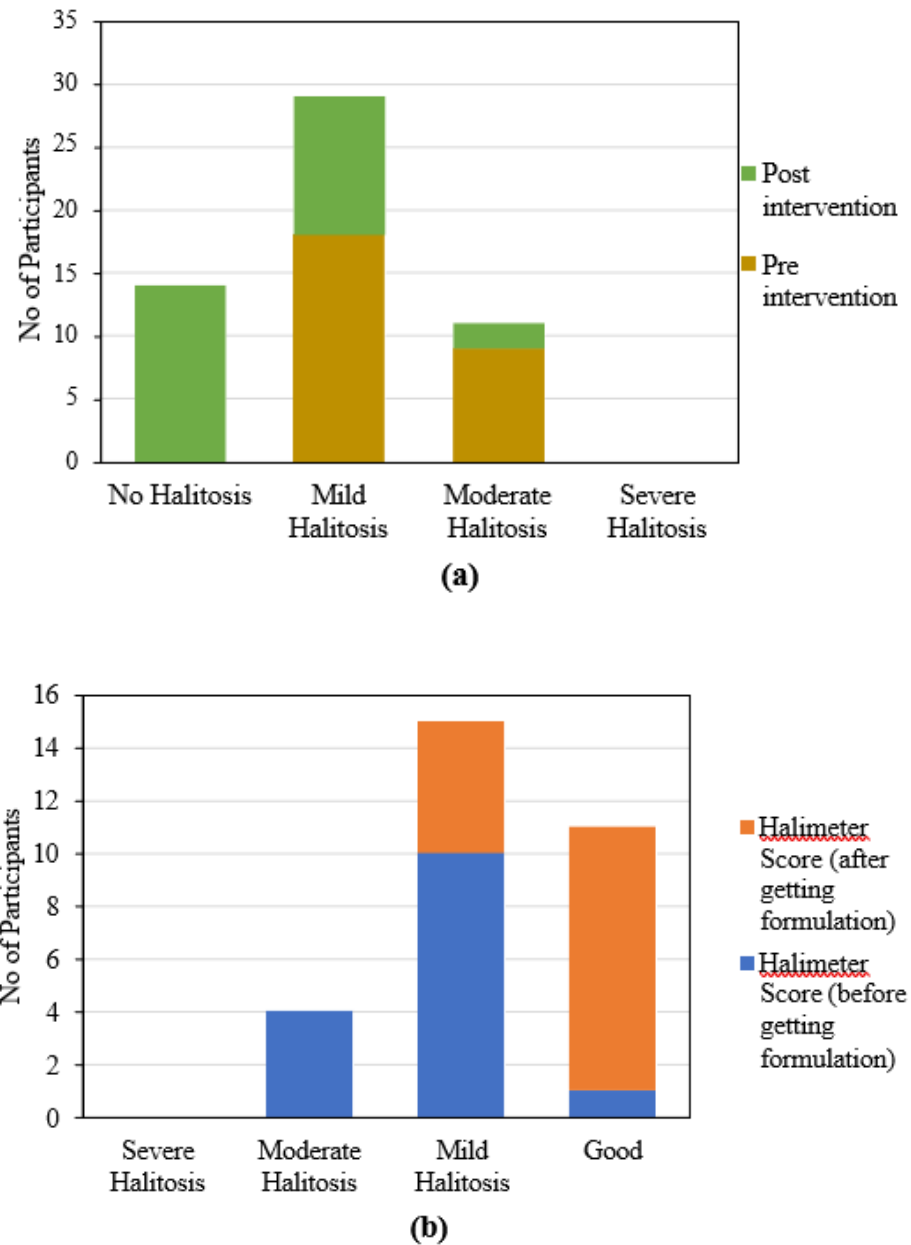 35
30
25
20
15
10
5
0
No of Participants
No Halitosis
Mild
Halitosis
Moderate
Halitosis
Severe
Halitosis
Post
intervention
Pre
intervention
(a)
16
14
12
10
8
6
4
2
0
No of Participants
Severe
Halitosis
Moderate
Halitosis
Mild
Halitosis
Good
Halimeter
Score (after
getting
formulation)
Halimeter
Score (before
getting
formulation)
(b)